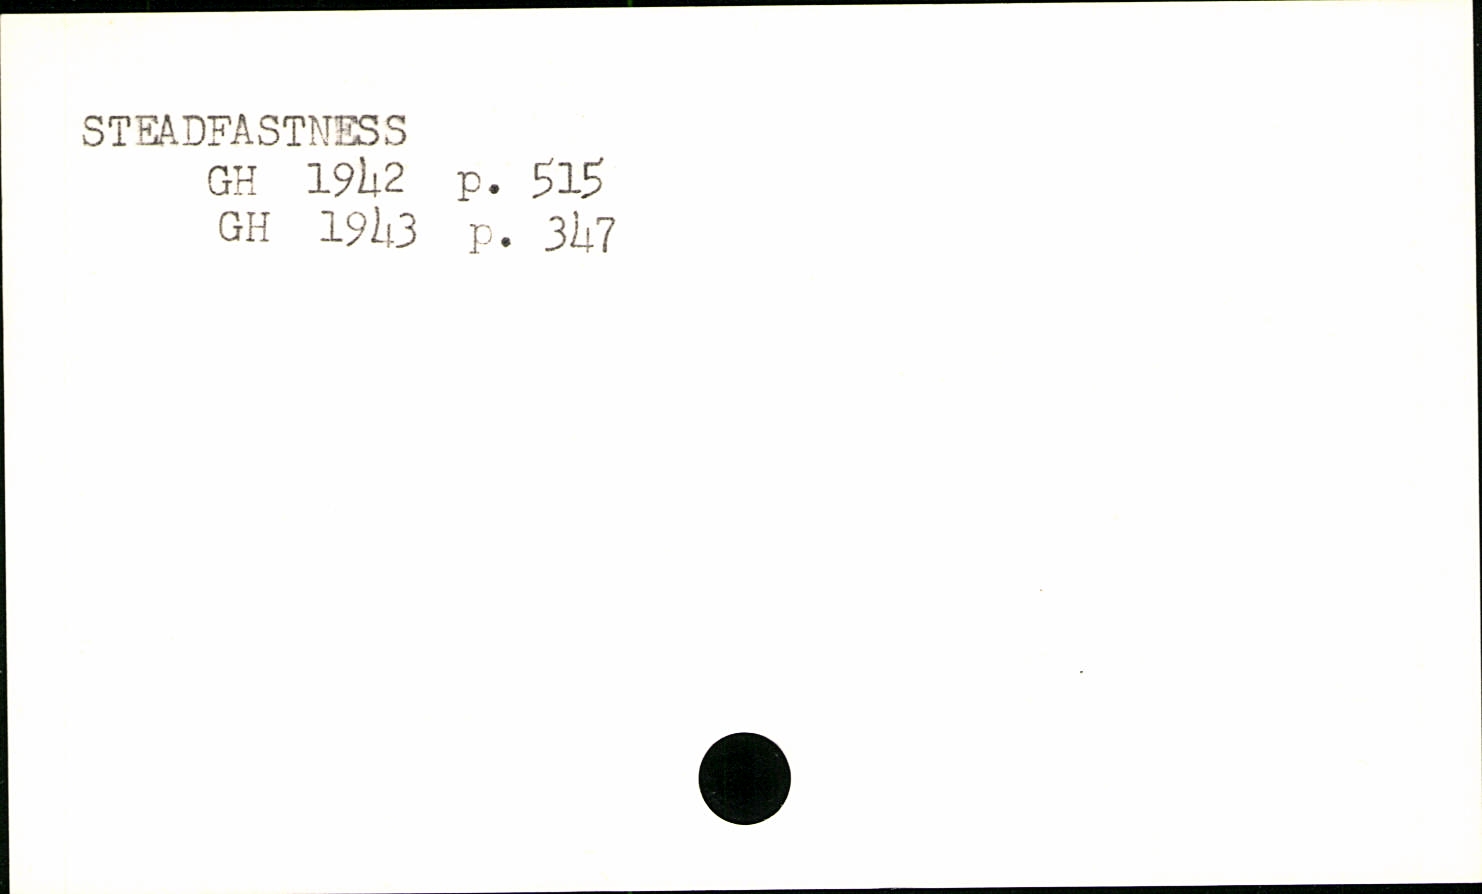 STEADFASTNESS
GH 1942 p. 515
GH 1943 p. 347